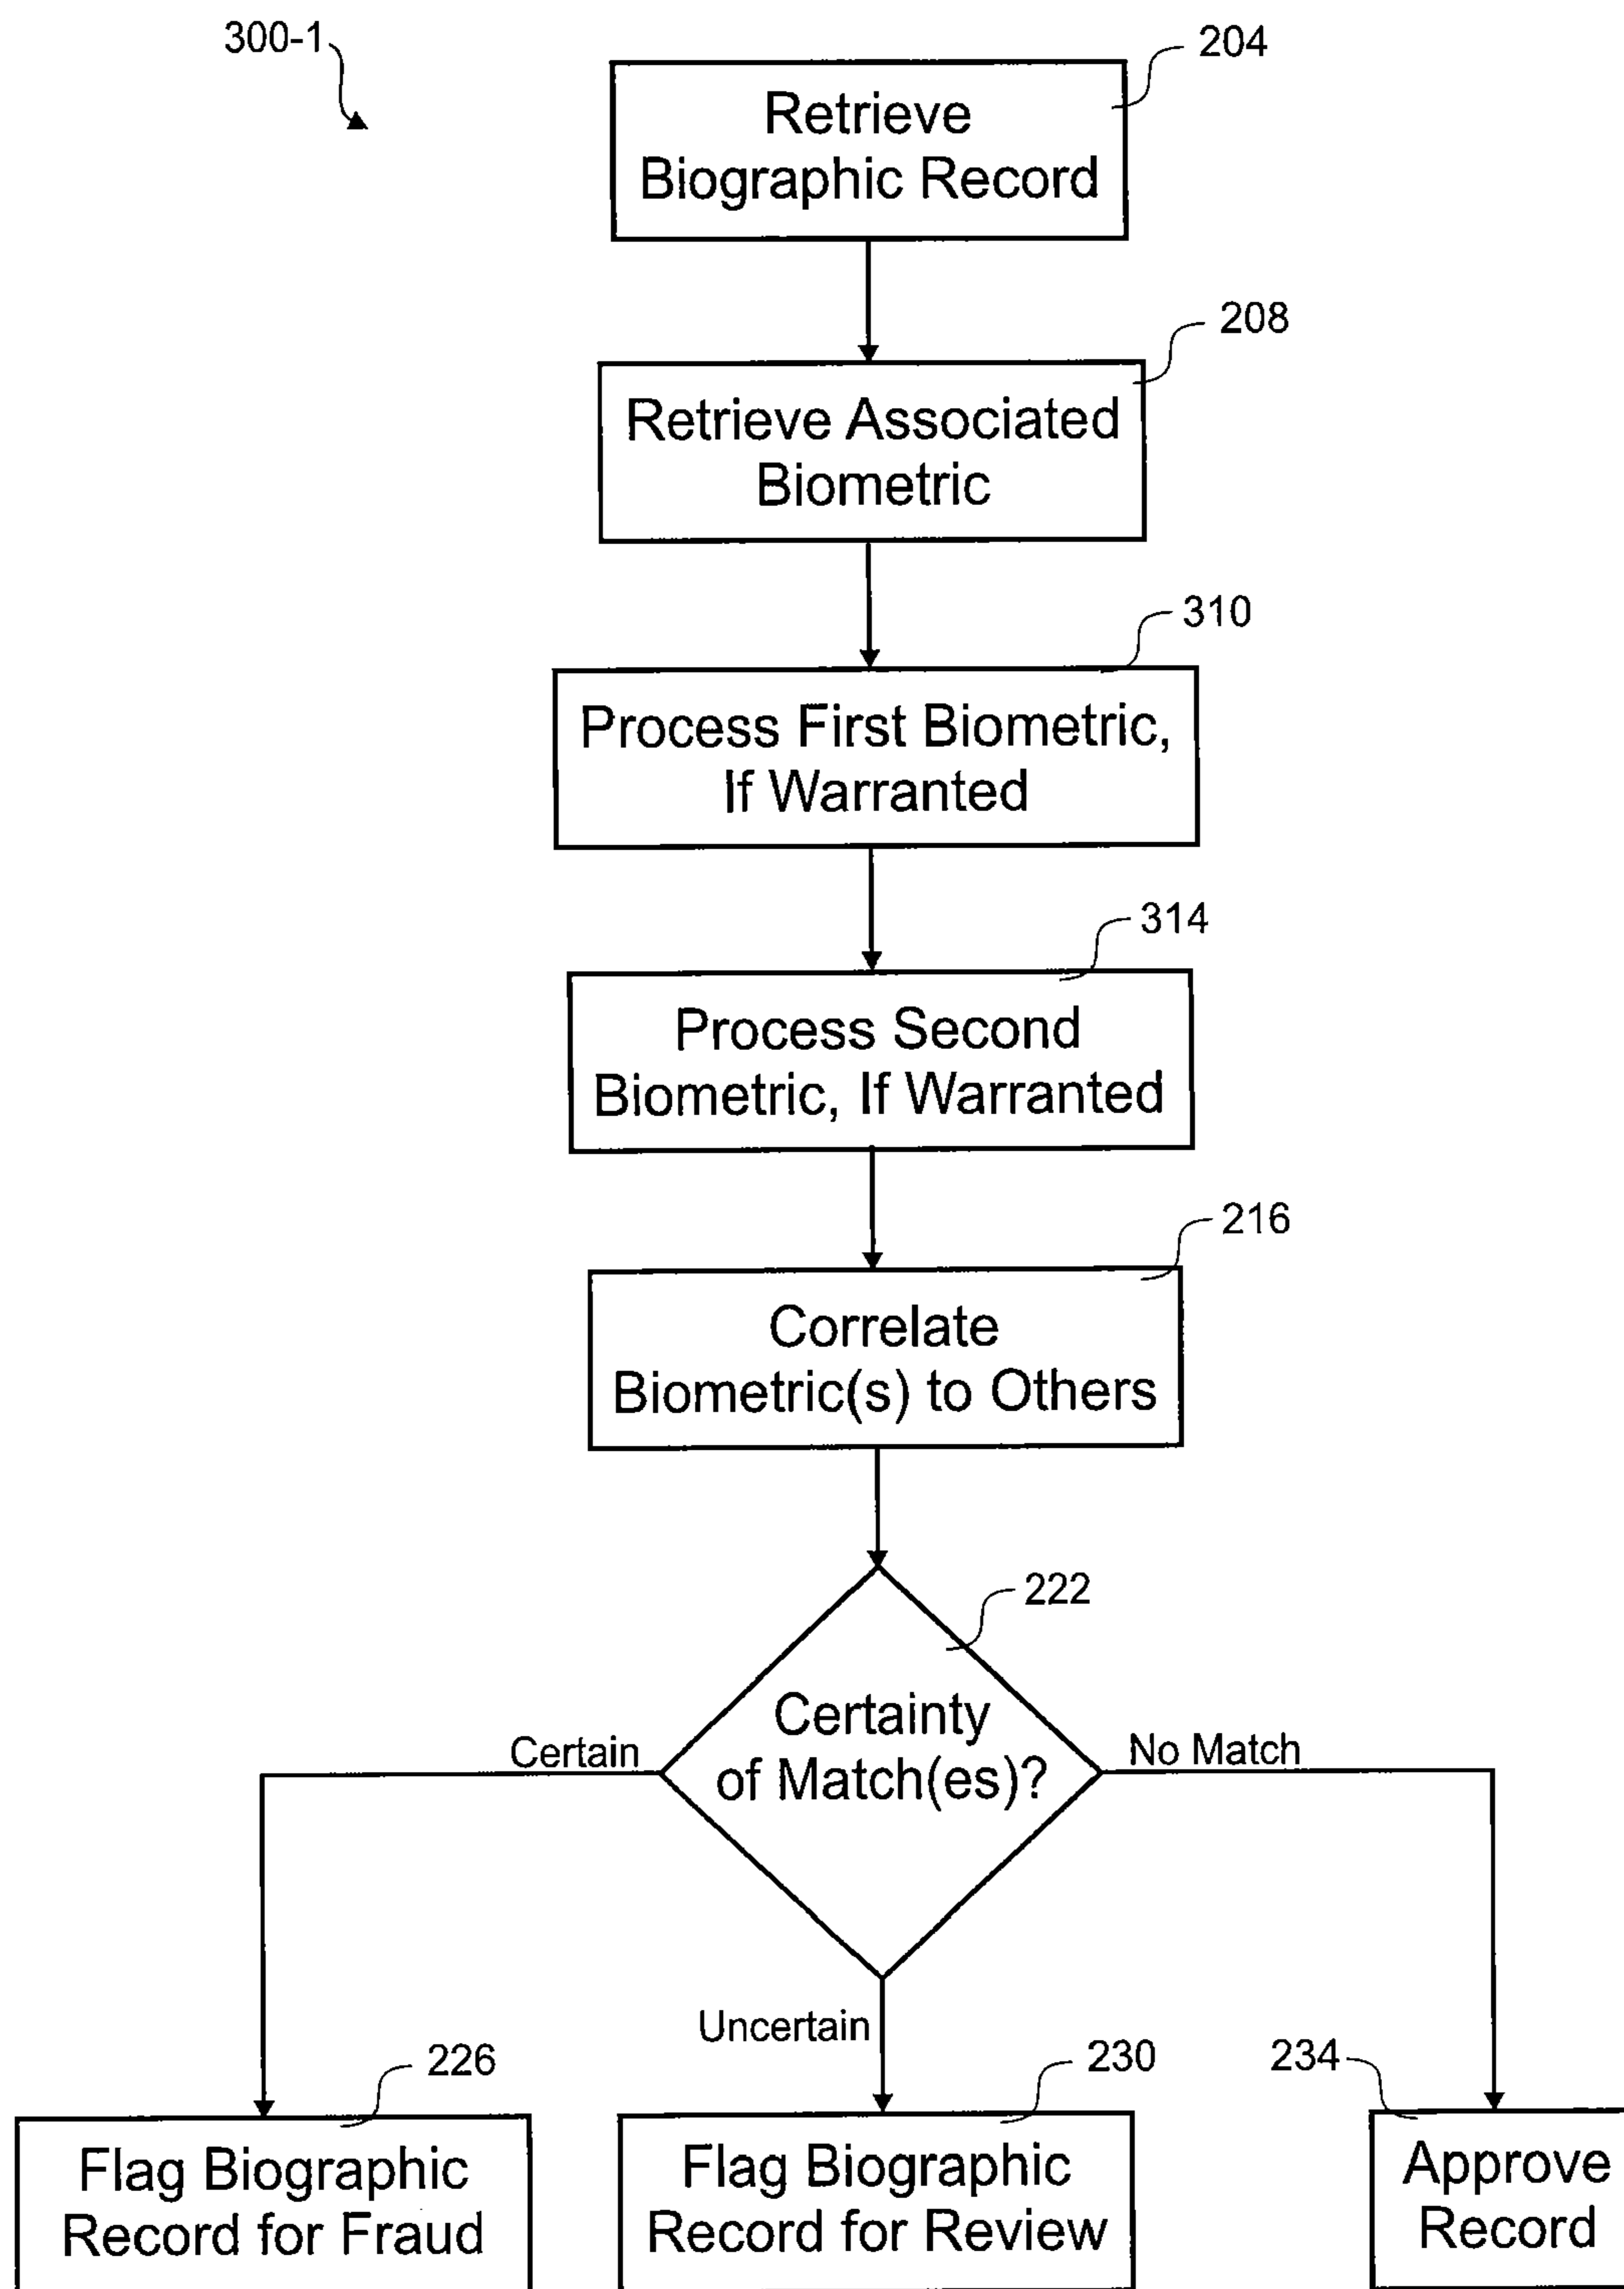 300-1
204
Retrieve
Biographic Record
208
Retrieve Associated
Biometric
310
Process First Biometric,
If Warranted
314
Process Second
Biometric, If Warranted
216
Correlate
Biometric(s) to Others
222
Certainty
of Match(es)?
Certain
No Match
Uncertain
226
230
234
Flag Biographic
Record for Fraud
Flag Biographic
Record for Review
Approve
Record